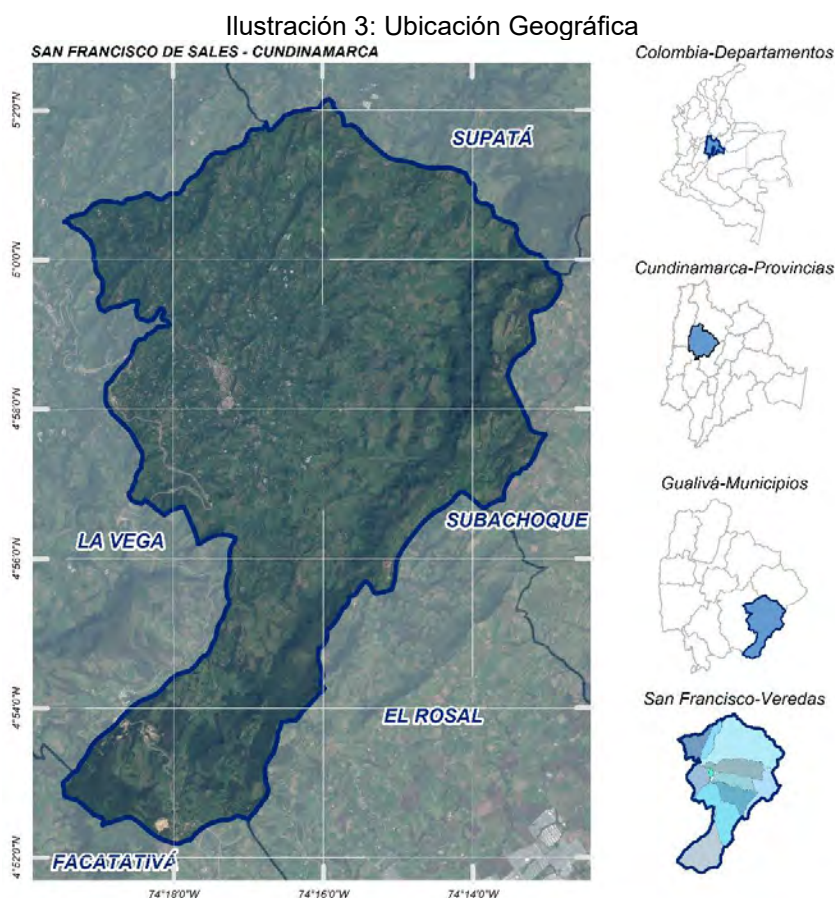 Ilustración 3: Ubicación Geográfica
SAN FRANCISCO DE SALES - CUNDINAMARCA
SUPATÁ
SUBACHOQUE
LA VEGA
EL ROSAL
FACATATIVÁ
5°2'0"N
5°0'0"N
4°58'0"N
4°56'0"N
4°54'0"N
4°52'0"N
74°18'0"W
74°16'0"W
74°14'0"W
Colombia-Departamentos
Cundinamarca-Provincias
Gualivá-Municipios
San Francisco-Veredas